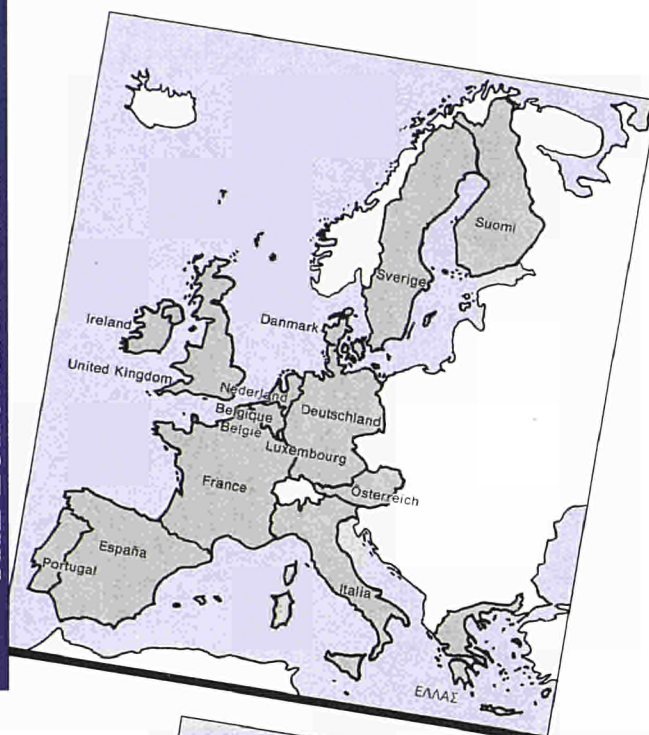 Suomi
Sverige
Ireland
Danmark
United Kingdom
Nederland
Belgique
België
Deutschland
Luxembourg
France
Österreich
España
Portugal
Italia
ΕΛΛΑΣ